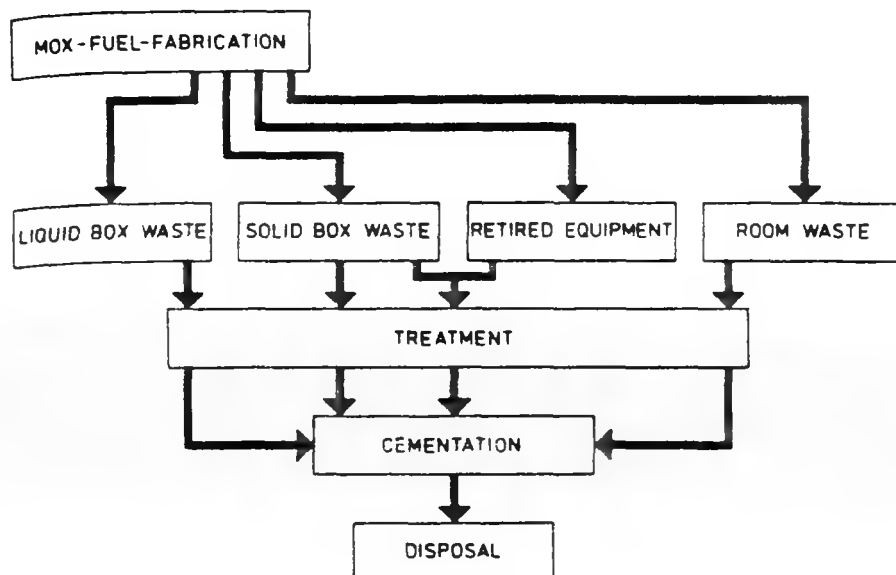 MOX-FUEL-FABRICATION
LIQUID BOX WASTE
SOLID BOX WASTE
RETIRED EQUIPMENT
ROOM WASTE
TREATMENT
CEMENTATION
DISPOSAL